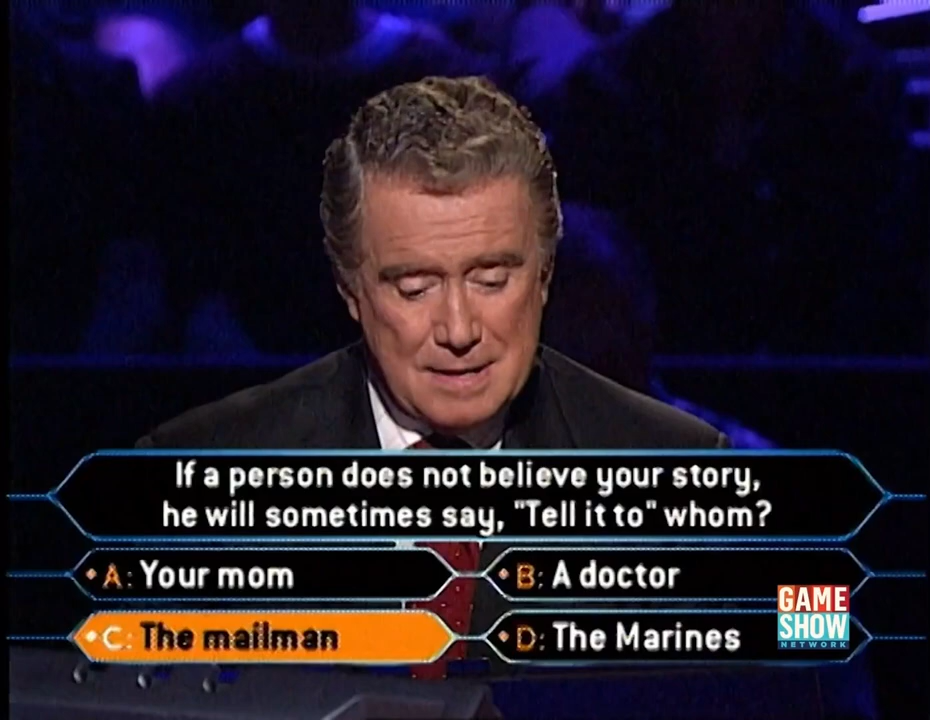 If a person does not believe your story,
he will sometimes say, "Tell it to" whom?
A: Your mom
B: A doctor
C: The mailman
D: The Marines
GAME
SHOW
NETWORK